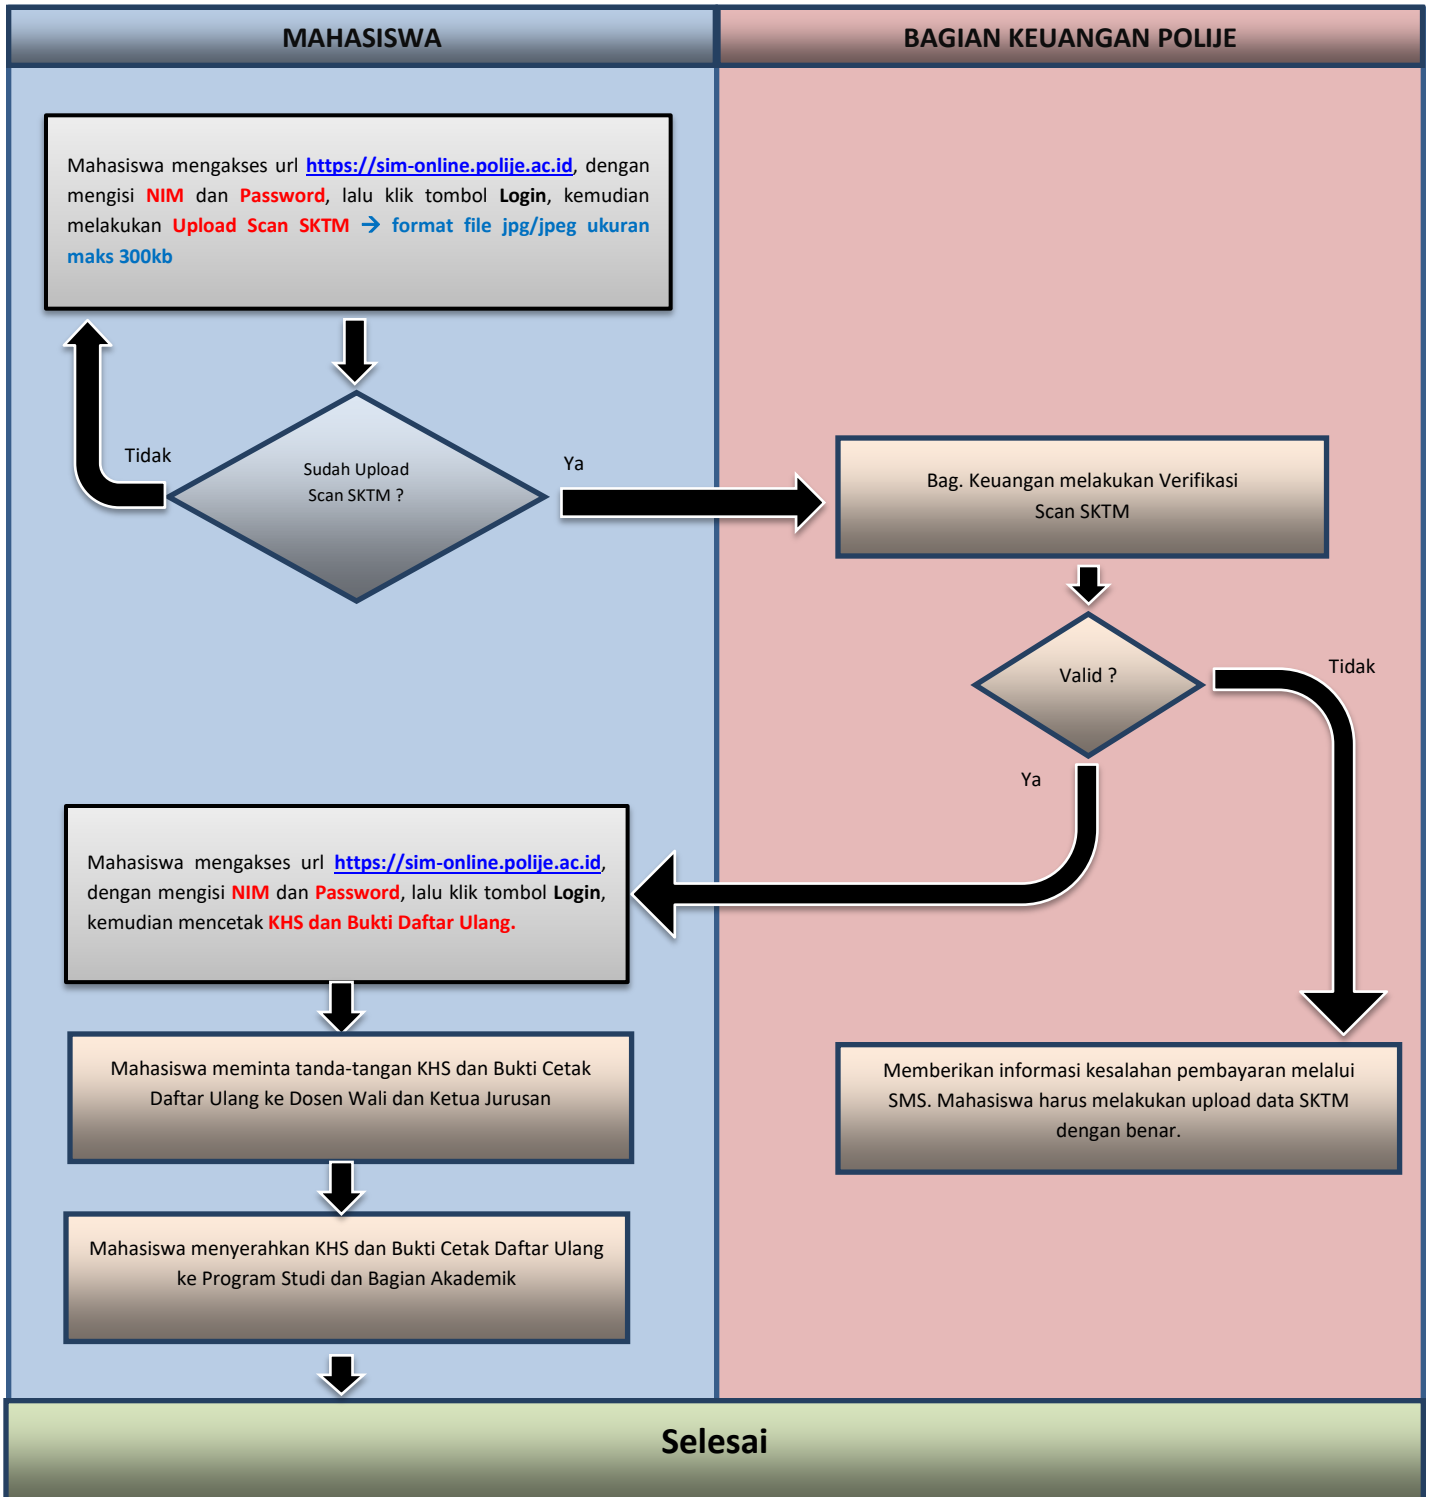 MAHASISWA
BAGIAN KEUANGAN POLIJE
Mahasiswa mengakses url https://sim-online.polije.ac.id, dengan
mengisi NIM dan Password, lalu klik tombol Login, kemudian
melakukan Upload Scan SKTM → format file jpg/jpeg ukuran
maks 300kb
Tidak
Sudah Upload
Scan SKTM ?
Ya
Bag. Keuangan melakukan Verifikasi
Scan SKTM
Valid ?
Tidak
Ya
Mahasiswa mengakses url https://sim-online.polije.ac.id,
dengan mengisi NIM dan Password, lalu klik tombol Login,
kemudian mencetak KHS dan Bukti Daftar Ulang.
Mahasiswa meminta tanda-tangan KHS dan Bukti Cetak
Daftar Ulang ke Dosen Wali dan Ketua Jurusan
Memberikan informasi kesalahan pembayaran melalui
SMS. Mahasiswa harus melakukan upload data SKTM
dengan benar.
Mahasiswa menyerahkan KHS dan Bukti Cetak Daftar Ulang
ke Program Studi dan Bagian Akademik
Selesai